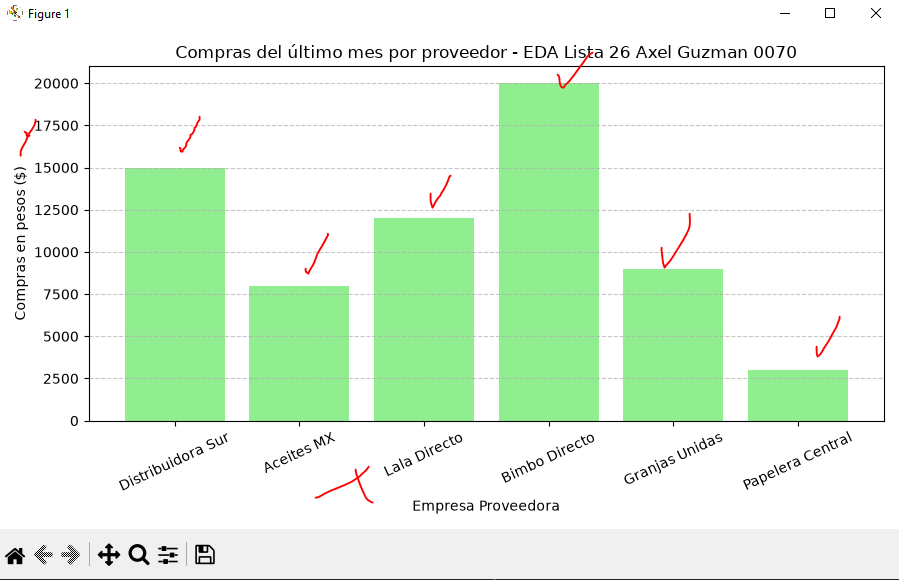 Figure 1
Compras del último mes por proveedor - EDA Lista 26 Axel Guzman 0070
Compras en pesos ($)
20000
17500
15000
12500
10000
7500
5000
2500
0
Distribuidora Sur
Aceites MX
Lala Directo
Bimbo Directo
Granjas Unidas
Papelera Central
Empresa Proveedora